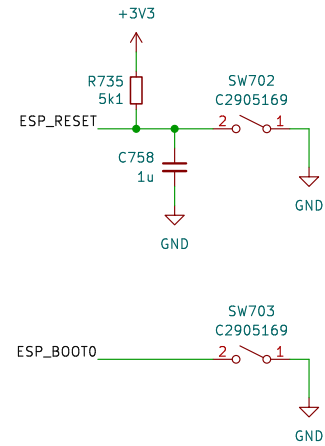 +3V3
R735
5k1
SW702
C2905169
ESP_RESET
2
1
C758
1u
GND
GND
SW703
C2905169
ESP_BOOT0
2
1
GND